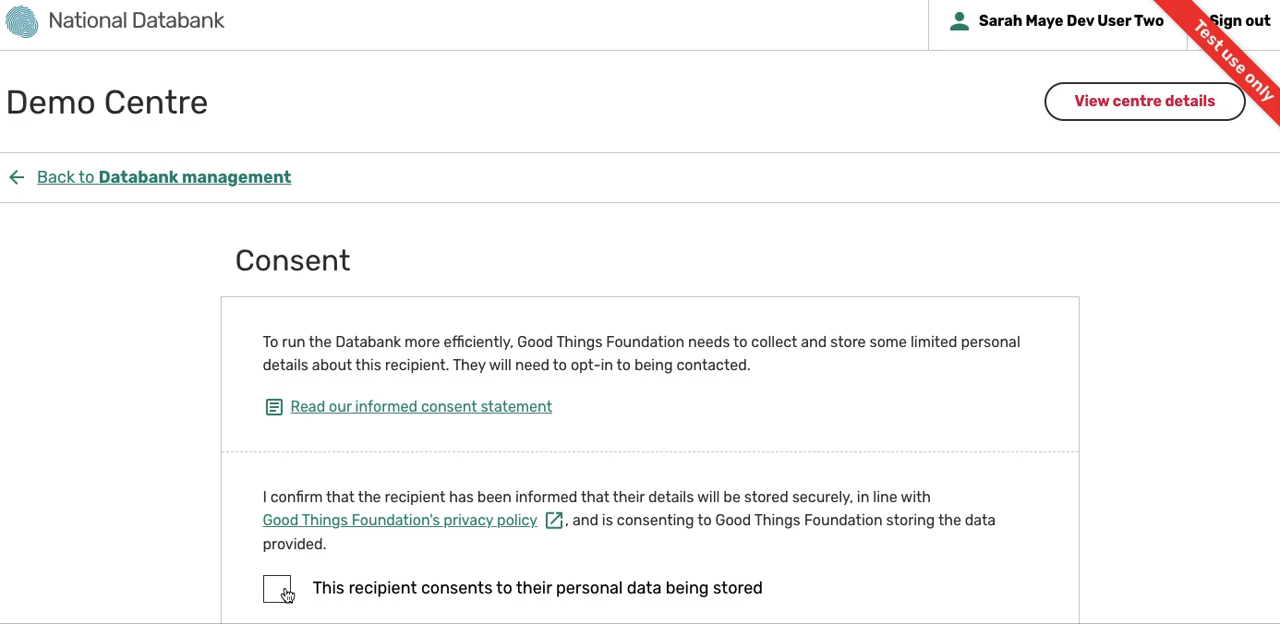 National Databank
Sarah Maye Dev User Two
Sign out
Test use only
Demo Centre
View centre details
Back to Databank management
Consent
To run the Databank more efficiently, Good Things Foundation needs to collect and store some limited personal
details about this recipient. They will need to opt-in to being contacted.
Read our informed consent statement
I confirm that the recipient has been informed that their details will be stored securely, in line with
Good Things Foundation's privacy policy , and is consenting to Good Things Foundation storing the data
provided.
This recipient consents to their personal data being stored